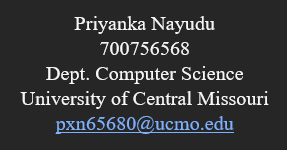 Priyanka Nayudu
700756568
Dept. Computer Science
University of Central Missouri
pxn65680@ucmo.edu